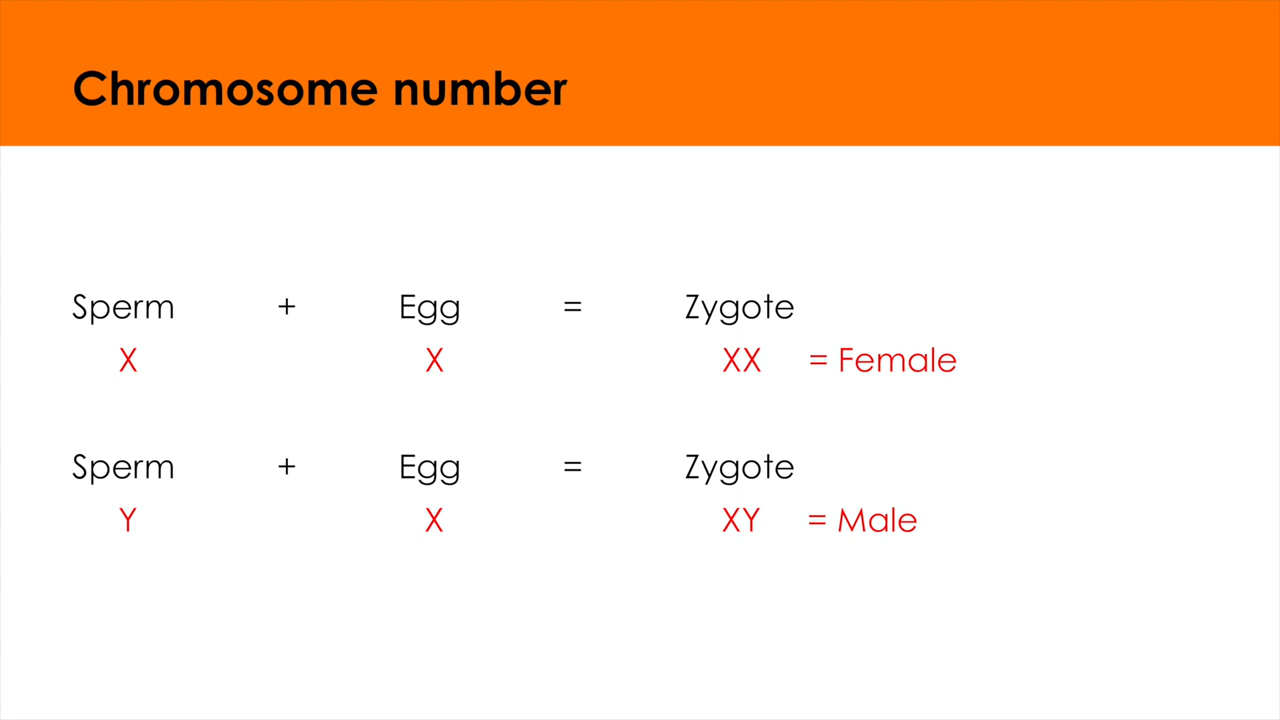 Chromosome number
Sperm + Egg = Zygote
X X XX = Female
Sperm + Egg = Zygote
Y X XY = Male